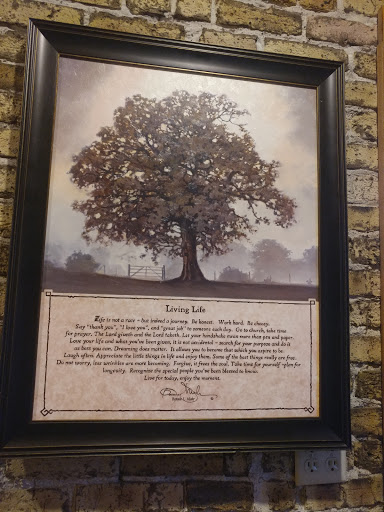 Living Life
Life is not a race – but indeed a journey. Be honest. Work hard. Be choosy.
Say "thank you", "I love you", and "great job" to someone each day. Go to church, take time
for prayer. The Lord giveth and the Lord taketh. Let your handshake mean more than pen and paper.
Love your life and what you've been given, it is not accidental ~ search for your purpose and do it
as best you can. Dreaming does matter. It allows you to become that which you aspire to be.
Laugh often. Appreciate the little things in life and enjoy them. Some of the best things really are free.
Do not worry, less wrinkles are more becoming. Forgive, it frees the soul. Take time for yourself ~plan for
longevity. Recognize the special people you've been blessed to know.
Live for today, enjoy the moment.